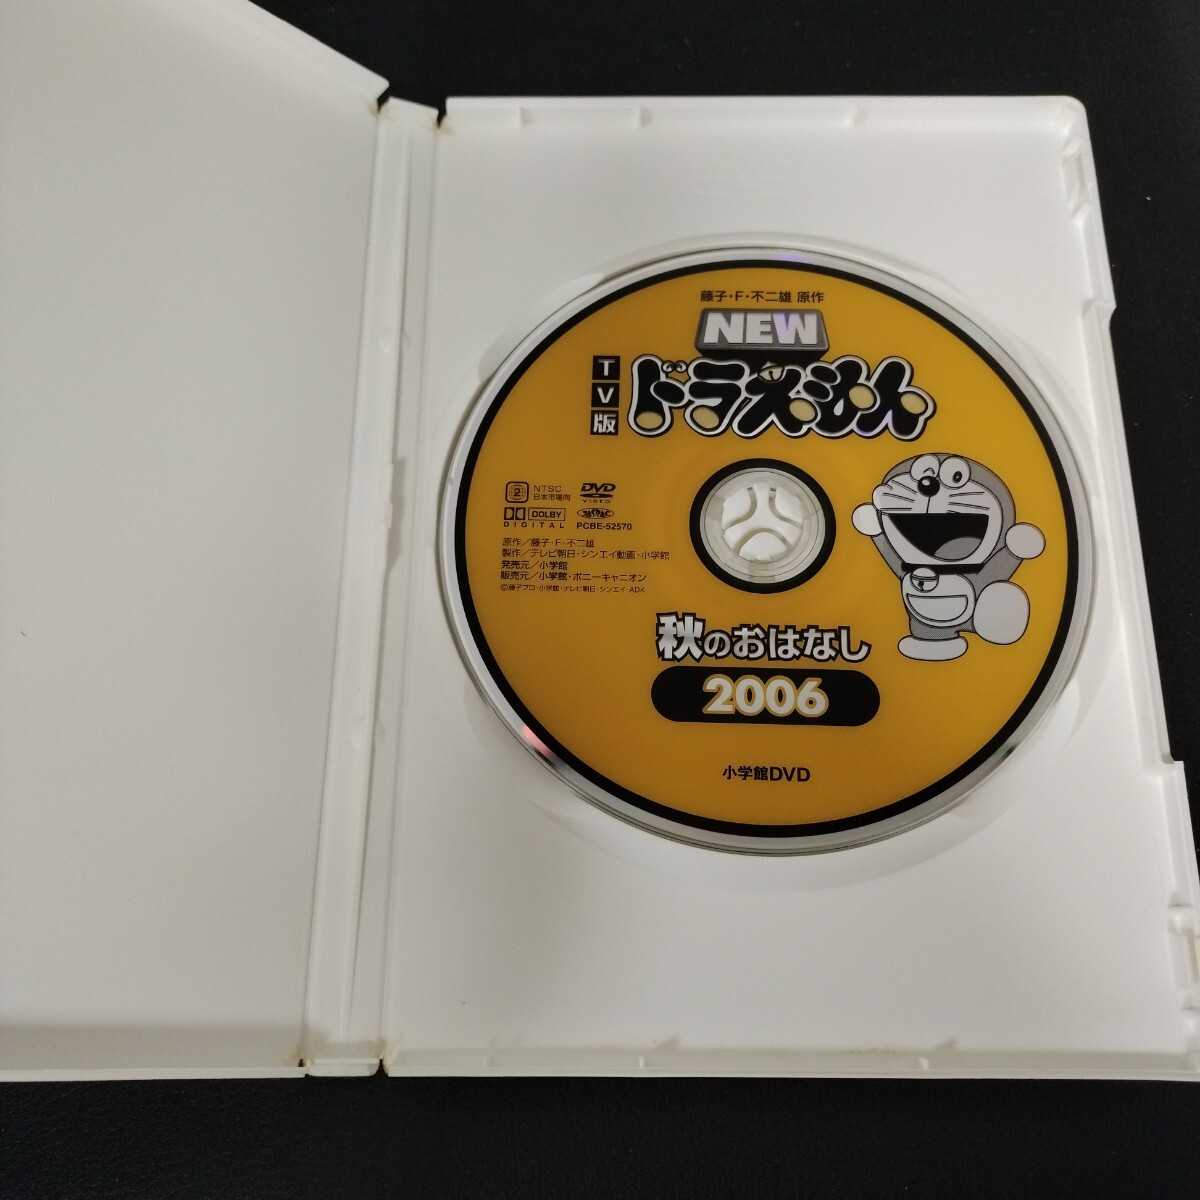 藤子・F・不二雄 原作
NEW
TV版
ドラえもん
2
NTSC
日本市場向
DVD
VIDEO
DOLBY
DIGITAL
JASRAC
PCBE-52570
原作／藤子・F・不二雄
製作／テレビ朝日・シンエイ動画・小学館
発売元／小学館
販売元／小学館・ポニーキャニオン
©藤子プロ・小学館・テレビ朝日・シンエイ・ADK
秋のおはなし
2006
小学館DVD